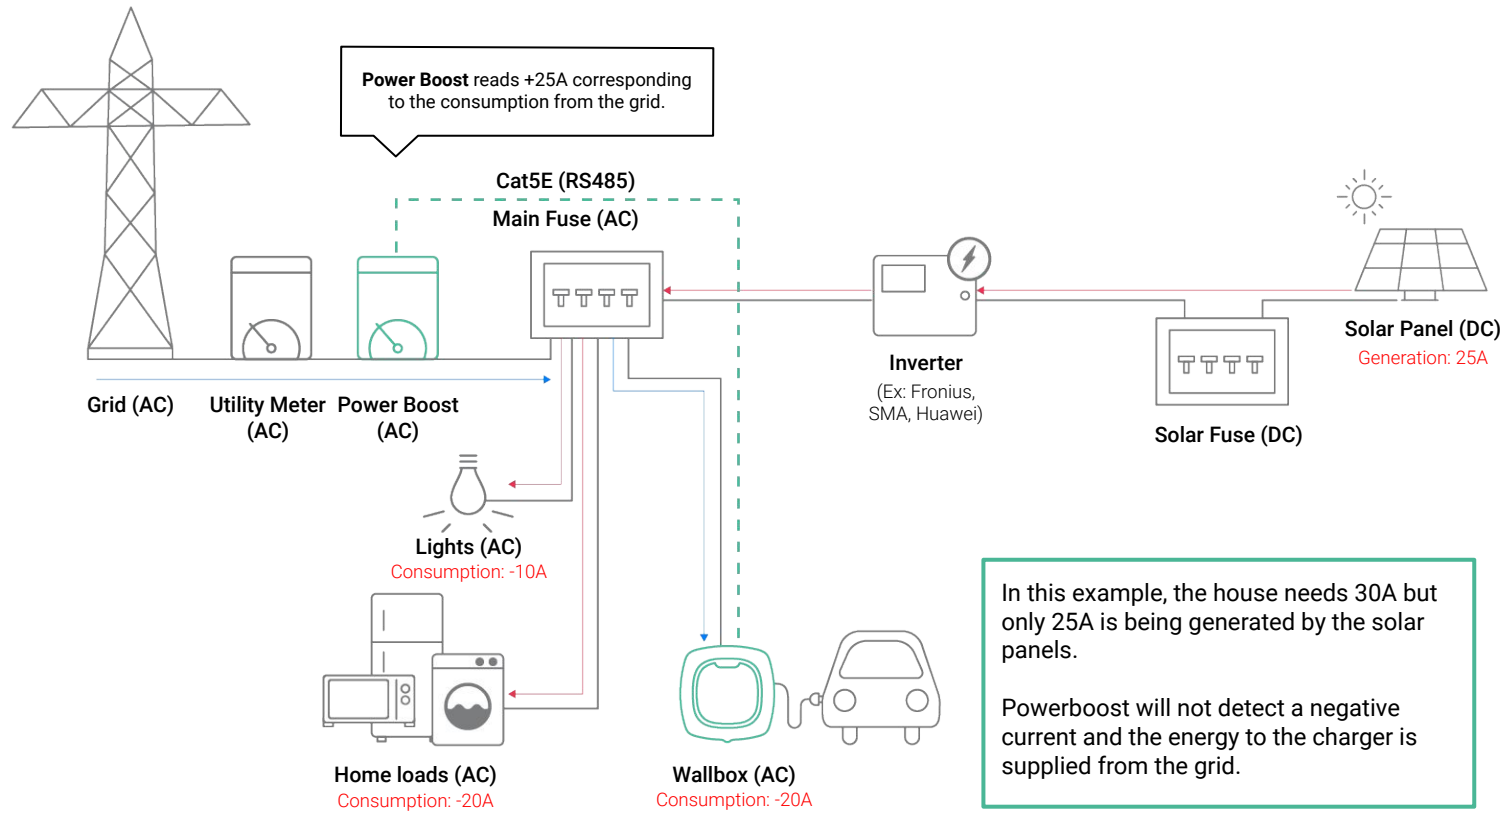 Power Boost reads +25A corresponding
to the consumption from the grid.
Cat5E (RS485)
Main Fuse (AC)
Solar Panel (DC)
Generation: 25A
Inverter
(Ex: Fronius,
SMA, Huawei)
Solar Fuse (DC)
Grid (AC)
Utility Meter
(AC)
Power Boost
(AC)
Lights (AC)
Consumption: -10A
Home loads (AC)
Consumption: -20A
Wallbox (AC)
Consumption: -20A
In this example, the house needs 30A but
only 25A is being generated by the solar
panels.
Powerboost will not detect a negative
current and the energy to the charger is
supplied from the grid.